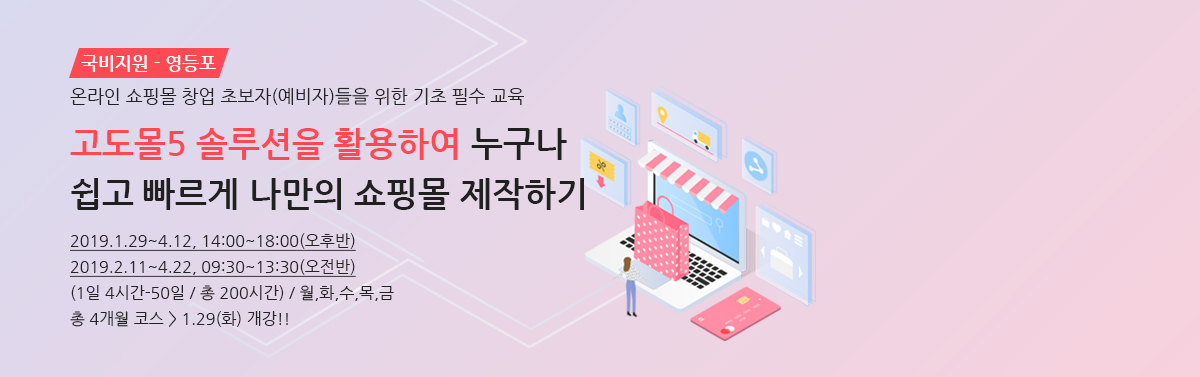 국비지원 - 영등포
온라인 쇼핑몰 창업 초보자(예비자)들을 위한 기초 필수 교육
고도몰5 솔루션을 활용하여 누구나
쉽고 빠르게 나만의 쇼핑몰 제작하기
2019.1.29~4.12, 14:00~18:00(오후반)
2019.2.11~4.22, 09:30~13:30(오전반)
(1일 4시간-50일 / 총 200시간) / 월,화,수,목,금
총 4개월 코스 > 1.29(화) 개강!!